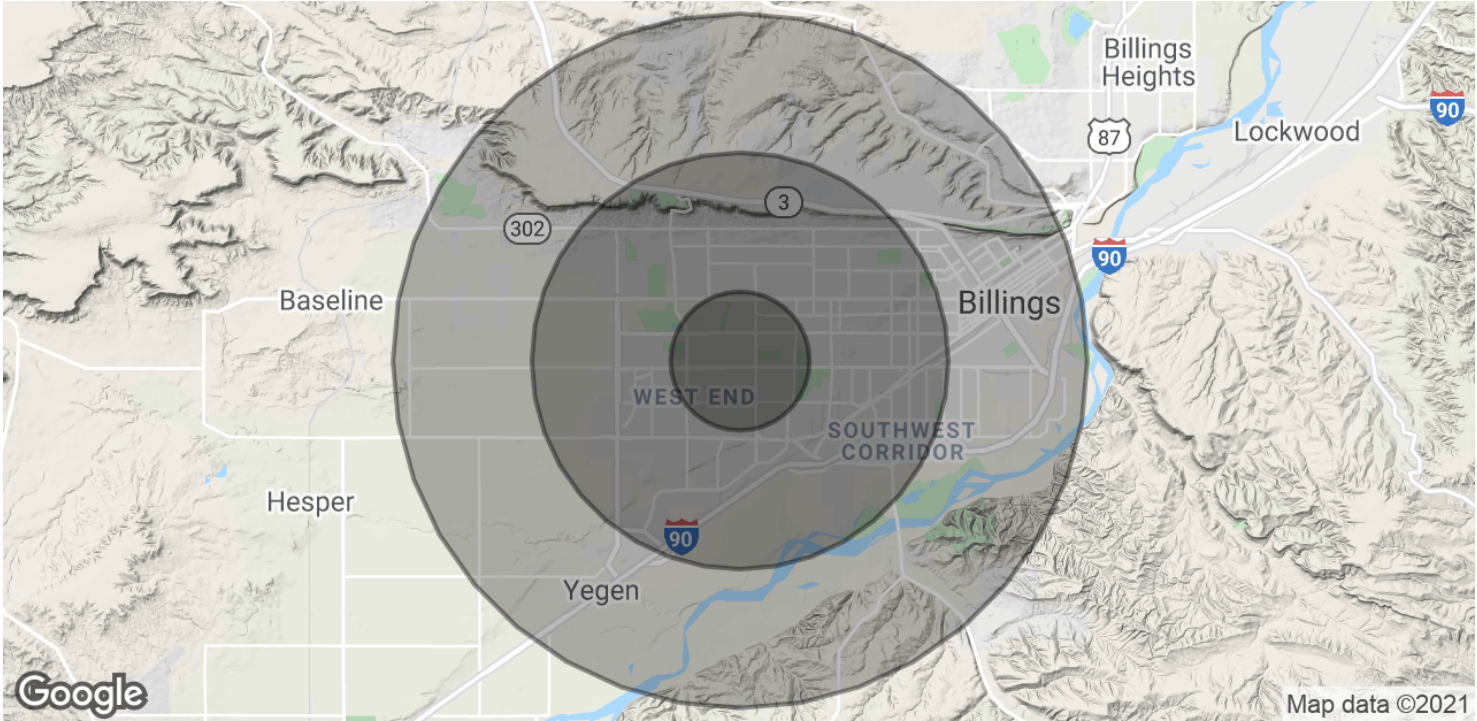 Billings
Heights
90
87
Lockwood
3
302
90
Baseline
Billings
WEST END
SOUTHWEST
CORRIDOR
Hesper
90
Yegen
Google
Map data ©2021